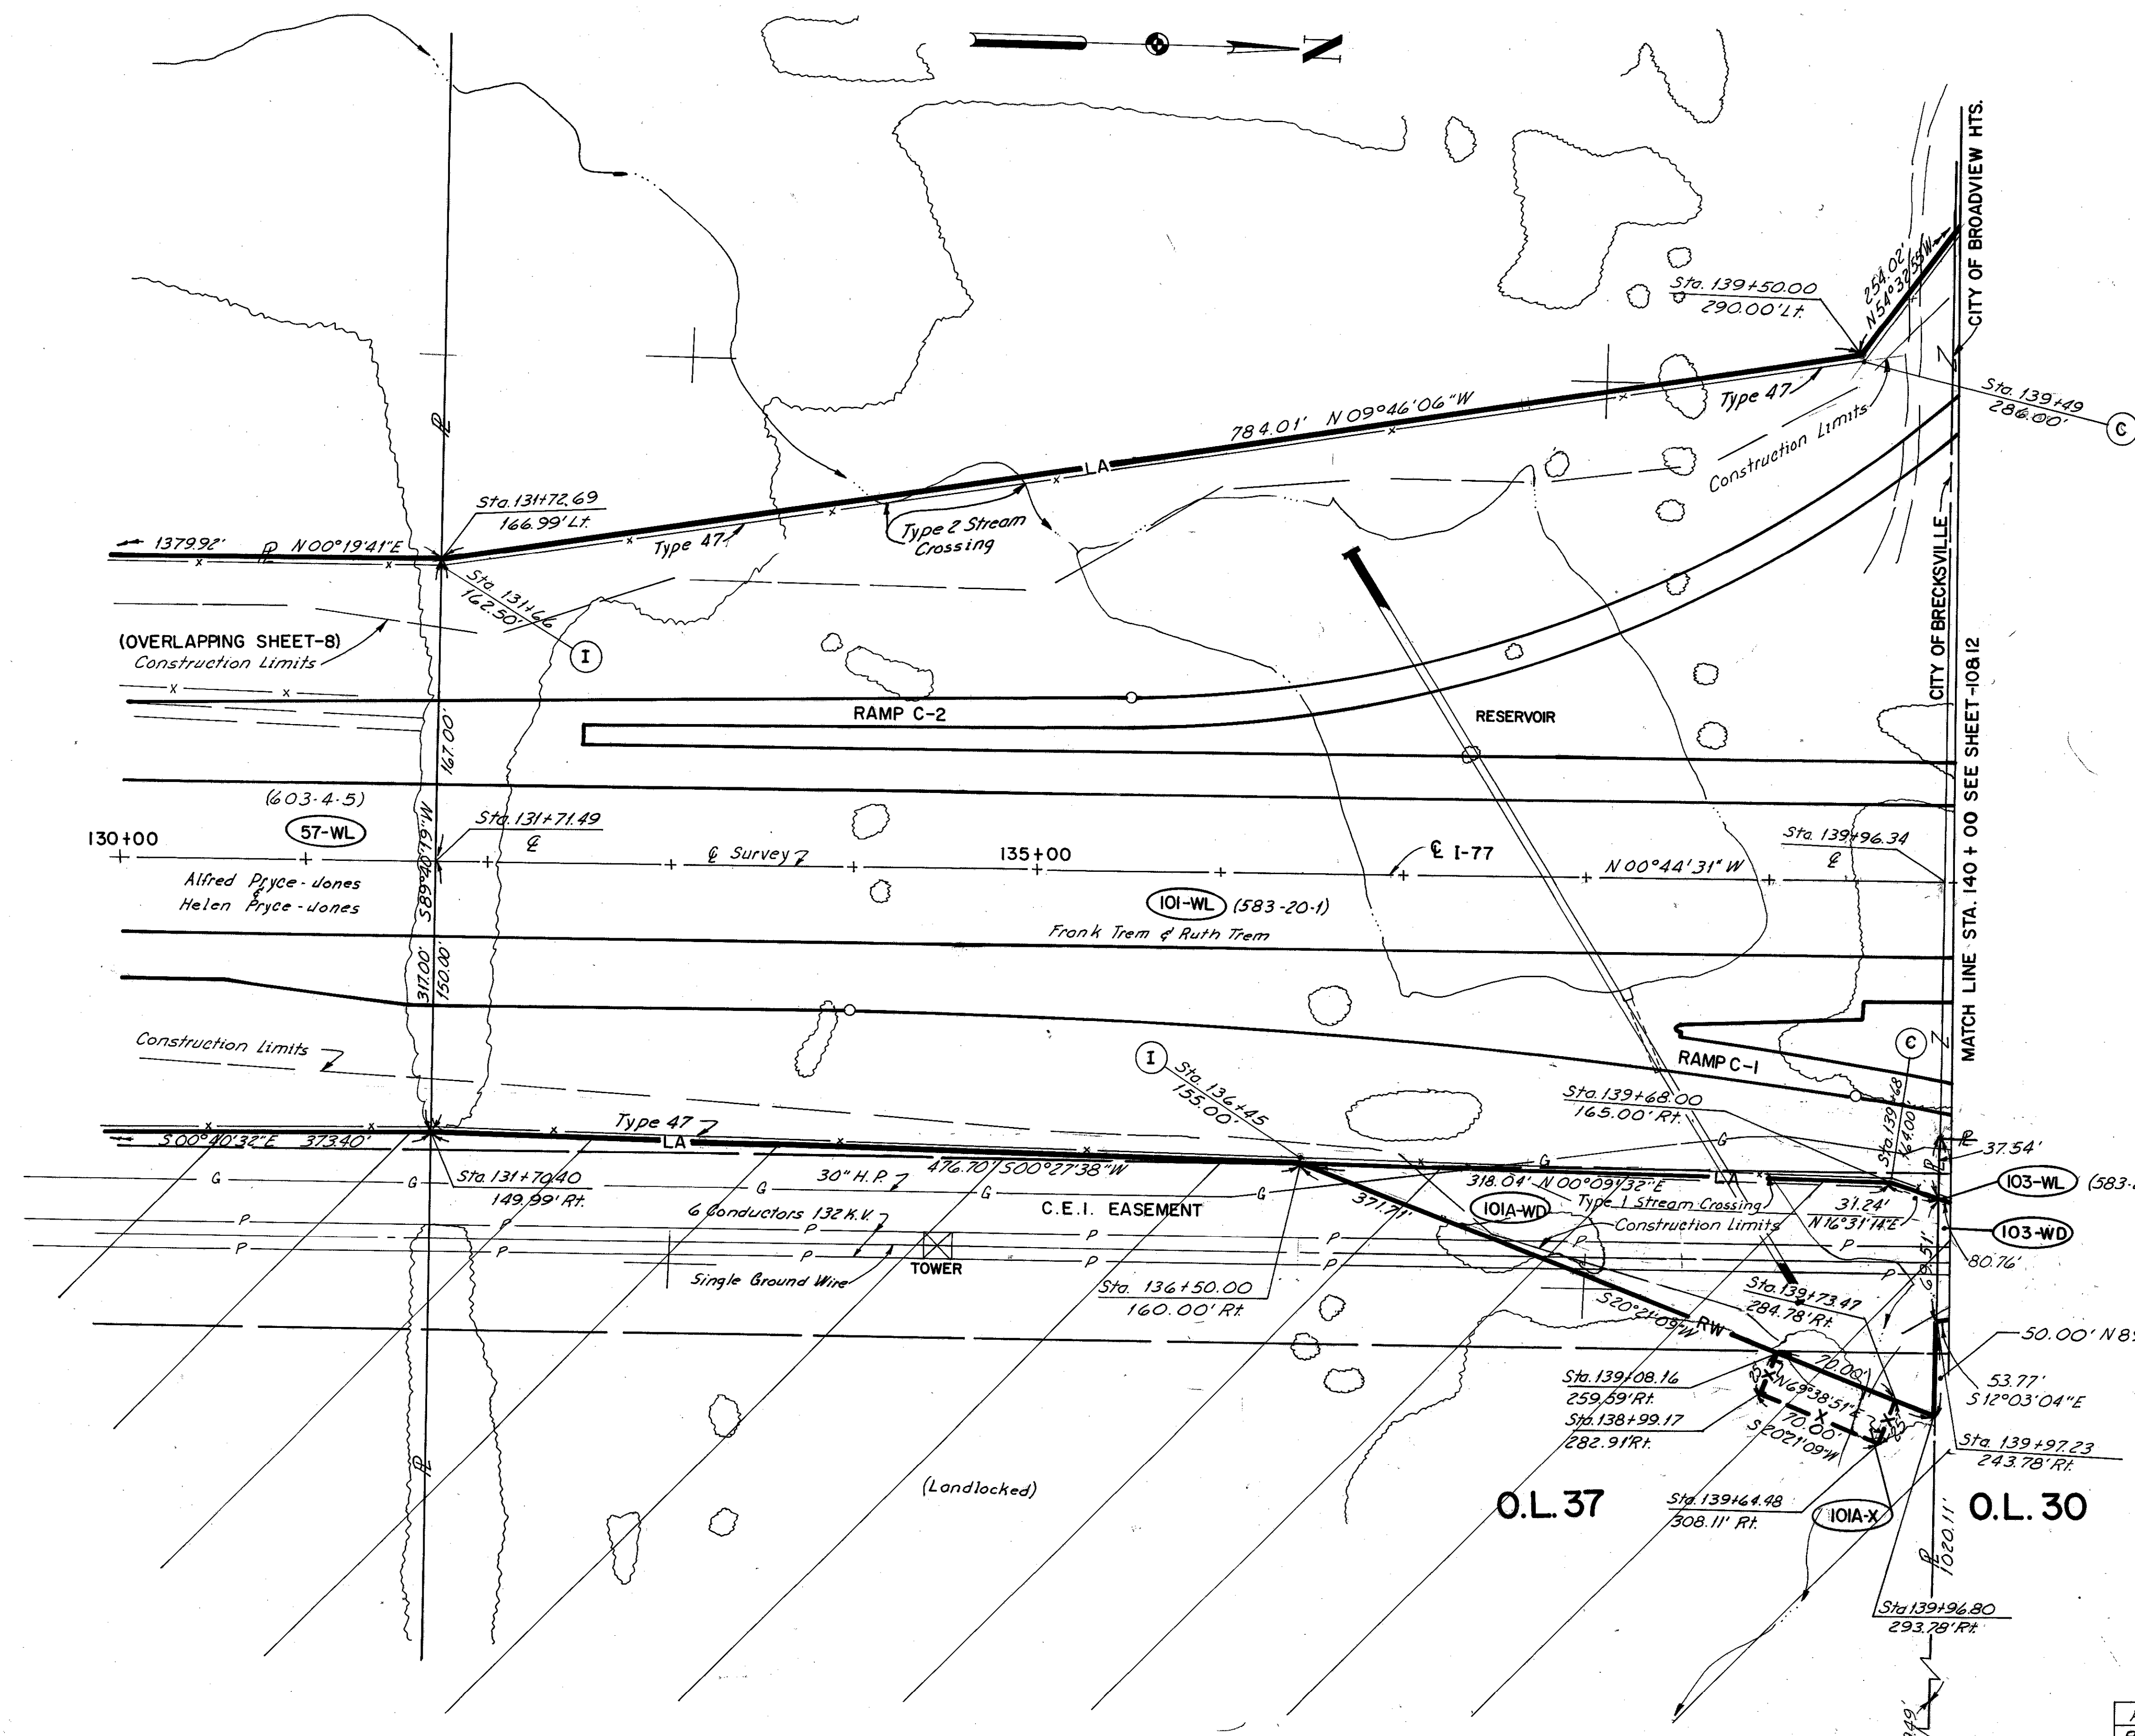 N
CITY OF BROADVIEW HTS.
254.02'
N54°32'55"W
Sta. 139+50.00
290.00' Lt.
Sta. 139+49
286.00'
C
784.01' N09°46'06"W
Type 47
Construction Limits
LA
Sta. 131+72.69
166.99' Lt.
Type 2 Stream
Crossing
Type 47
1379.92' N00°19'41"E
Sta. 131+66
162.50'
I
(OVERLAPPING SHEET-8)
Construction Limits
RAMP C-2
RESERVOIR
CITY OF BRECKSVILLE
MATCH LINE STA. 140+00 SEE SHEET-10&12
167.00'
(603-4-5)
57-WL
Sta. 131+71.49
℄
130+00
℄ Survey
135+00
℄ I-77
N00°44'31"W
Sta. 139+96.34
℄
Alfred Pryce-Jones
&
Helen Pryce-Jones
S89°40'19"W
101-WL (583-20-1)
Frank Trem & Ruth Trem
317.00'
150.00'
Construction Limits
RAMP C-1
C
I
Sta. 136+45
155.00'
Sta. 139+68.00
165.00' Rt.
Sta. 139+68
164.00'
37.54'
Type 47
LA
S00°40'32"E 373.40'
476.70' S00°27'38"W
G
30" H.P.
Sta. 131+70.40
149.99' Rt.
C.E.I. EASEMENT
6 Conductors 132 K.V.
P
Single Ground Wire
TOWER
318.04' N00°09'32"E
LA
371.71'
101A-WD
Type 1 Stream Crossing
Construction Limits
31.24'
N16°31'14"E
103-WL
103-WD
80.76'
69.51'
Sta. 136+50.00
160.00' Rt.
S20°21'09"W
RW
Sta. 139+73.47
284.78' Rt.
50.00'
53.77'
S12°03'04"E
Sta. 139+08.16
259.59' Rt.
Sta. 138+99.17
282.91' Rt.
70.00'
25'
N69°38'51"E
70.00'
S20°21'09"W
25'
Sta. 139+97.23
243.78' Rt.
(Landlocked)
O.L. 37
Sta. 139+64.48
308.11' Rt.
101A-X
O.L. 30
1020.11'
Sta 139+96.80
293.78' Rt.